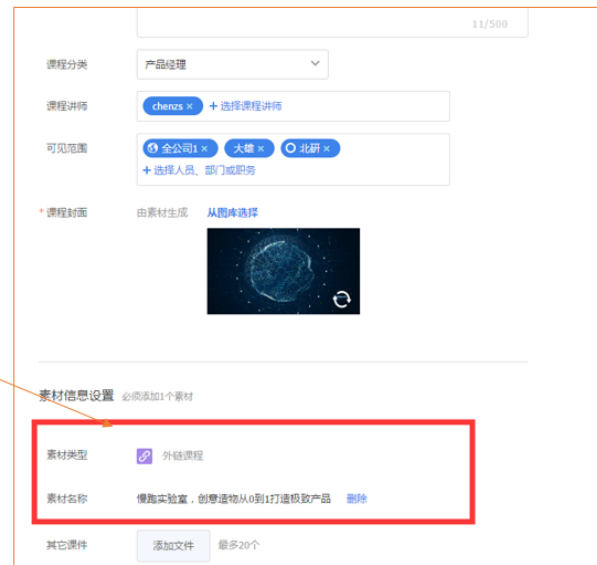 11/500
课程分类 产品经理
课程讲师 chenzs × + 选择课程讲师
可见范围 全公司1 × 大雄 × 北研 ×
+ 选择人员、部门或职务
* 课程封面 由素材生成 从图库选择
素材信息设置 必须添加1个素材
素材类型 外链课程
素材名称 慢跑实验室，创意造物从0到1打造极致产品 删除
其它课件 添加文件 最多20个